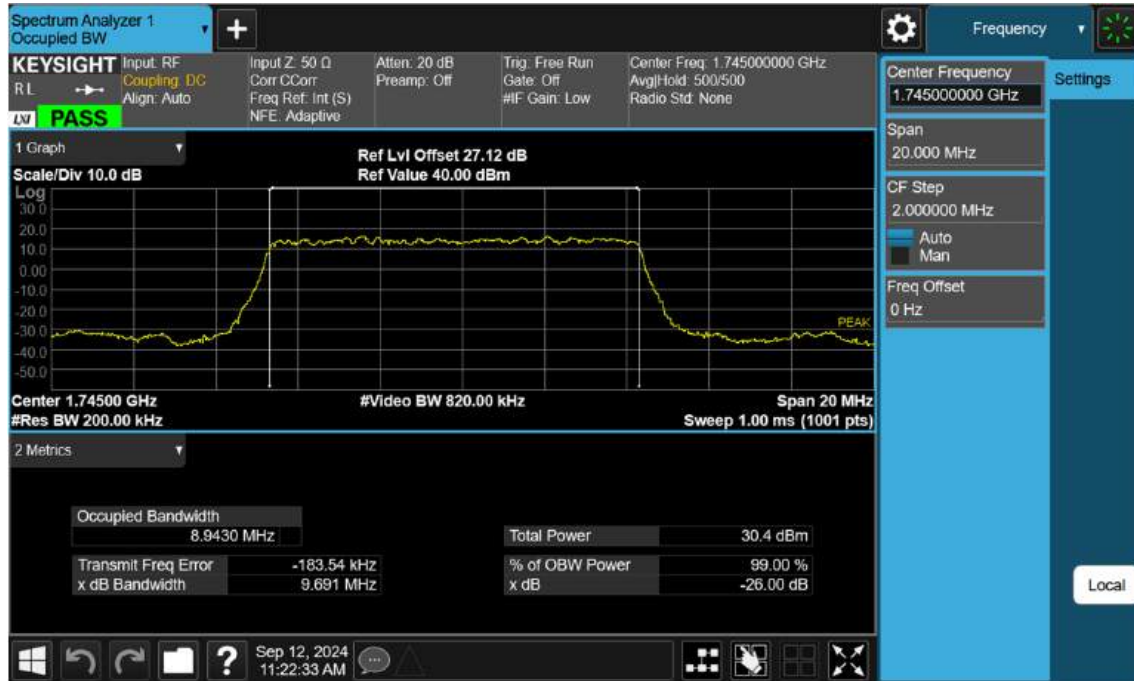 Spectrum Analyzer 1
Occupied BW
Frequency
KEYSIGHT
R L
LXI PASS
Input: RF
Coupling: DC
Align: Auto
Input Z: 50 Ω
Corr CCorr
Freq Ref: Int (S)
NFE: Adaptive
Atten: 20 dB
Preamp: Off
Trig: Free Run
Gate: Off
#IF Gain: Low
Center Freq: 1.745000000 GHz
Avg|Hold: 500/500
Radio Std: None
1 Graph
Scale/Div 10.0 dB
Ref Lvl Offset 27.12 dB
Ref Value 40.00 dBm
Log
30.0
20.0
10.0
0.00
-10.0
-20.0
-30.0
-40.0
-50.0
PEAK
Center 1.74500 GHz
#Video BW 820.00 kHz
Span 20 MHz
#Res BW 200.00 kHz
Sweep 1.00 ms (1001 pts)
2 Metrics
Occupied Bandwidth
8.9430 MHz
Total Power 30.4 dBm
Transmit Freq Error -183.54 kHz
% of OBW Power 99.00 %
x dB Bandwidth 9.691 MHz
x dB -26.00 dB
Center Frequency
1.745000000 GHz
Settings
Span
20.000 MHz
CF Step
2.000000 MHz
Auto
Man
Freq Offset
0 Hz
Local
?
Sep 12, 2024
11:22:33 AM